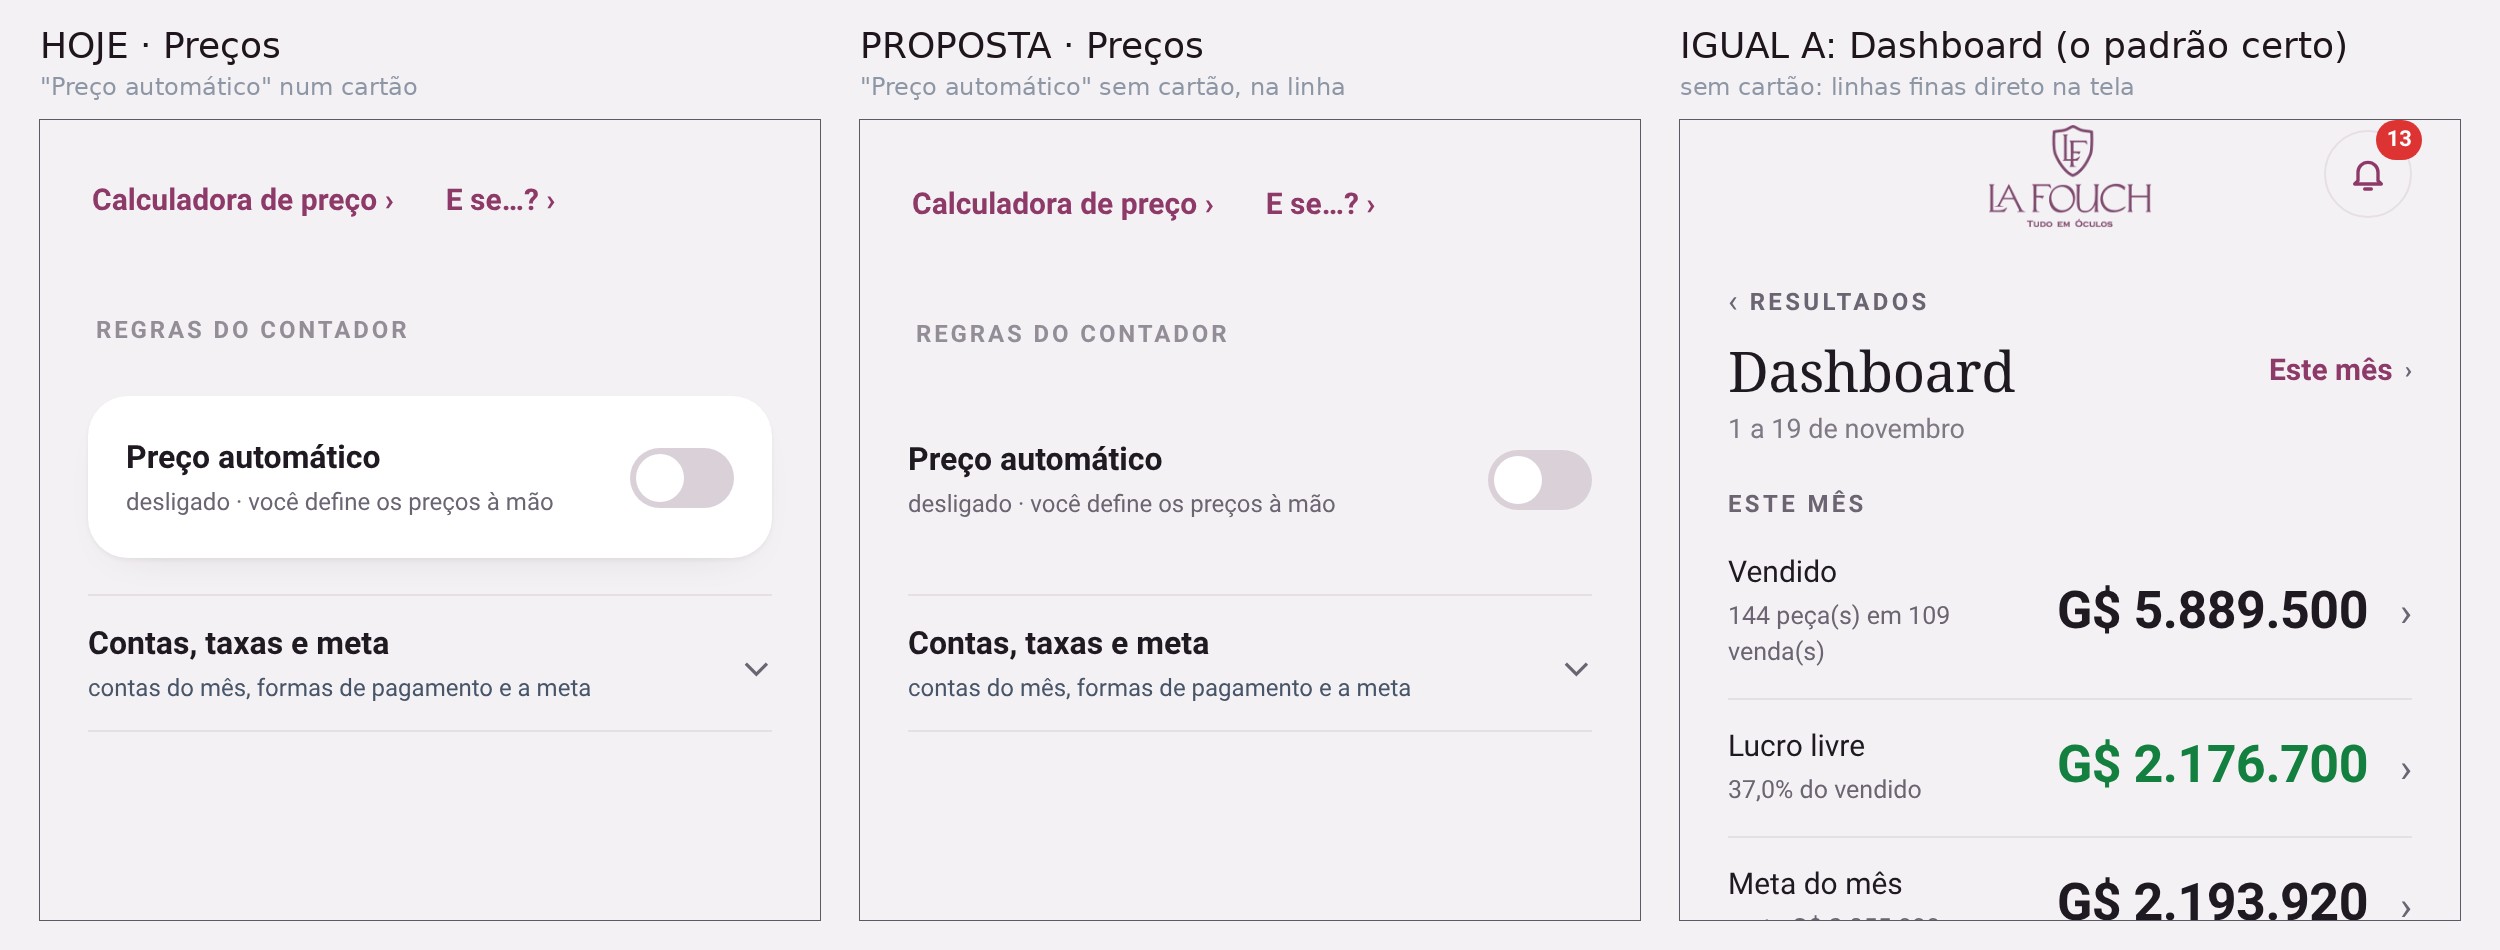 HOJE · Preços
"Preço automático" num cartão
Calculadora de preço ›
E se...? ›
REGRAS DO CONTADOR
Preço automático
desligado · você define os preços à mão
Contas, taxas e meta
contas do mês, formas de pagamento e a meta
PROPOSTA · Preços
"Preço automático" sem cartão, na linha
Calculadora de preço ›
E se...? ›
REGRAS DO CONTADOR
Preço automático
desligado · você define os preços à mão
Contas, taxas e meta
contas do mês, formas de pagamento e a meta
IGUAL A: Dashboard (o padrão certo)
sem cartão: linhas finas direto na tela
LF
LA FOUCH
TUDO EM ÓCULOS
13
‹ RESULTADOS
Dashboard
Este mês ›
1 a 19 de novembro
ESTE MÊS
Vendido
144 peça(s) em 109
venda(s)
G$ 5.889.500 ›
Lucro livre
37,0% do vendido
G$ 2.176.700 ›
Meta do mês
G$ 2.193.920 ›